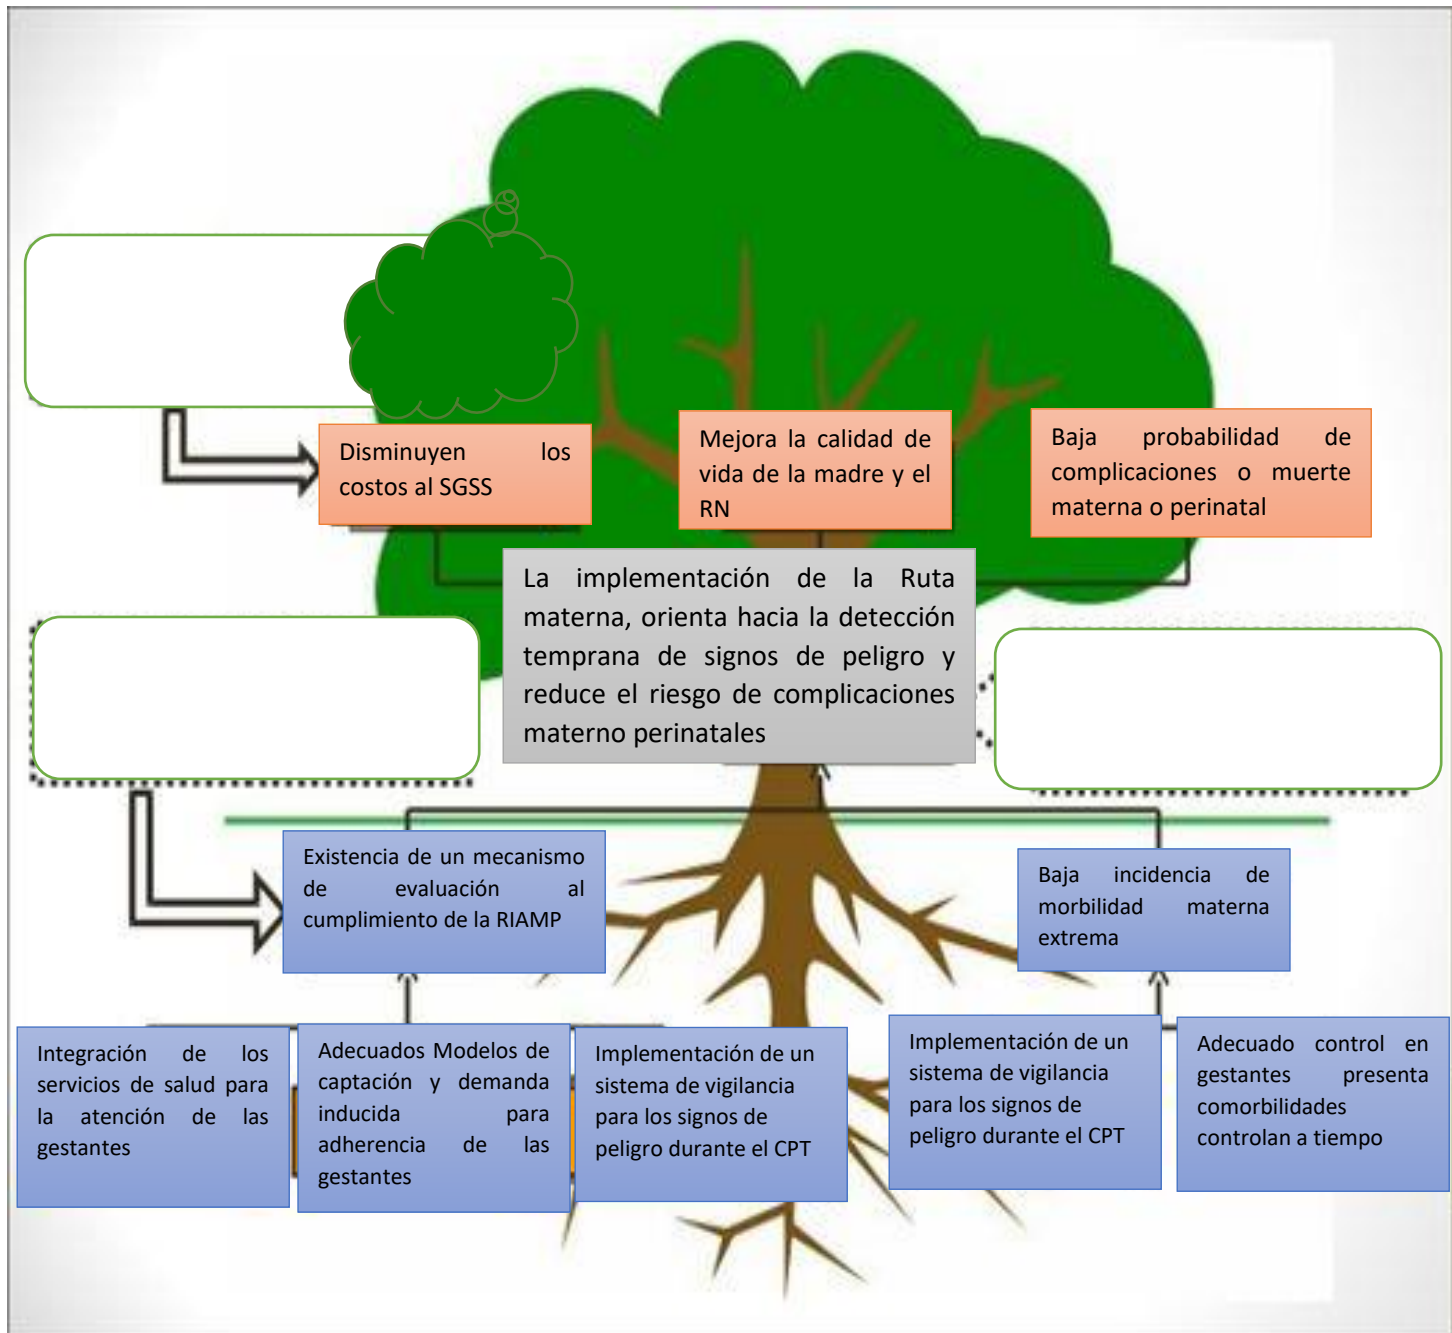 Disminuyen los
costos al SGSS
Mejora la calidad de
vida de la madre y el
RN
Baja probabilidad de
complicaciones o muerte
materna o perinatal
La implementación de la Ruta
materna, orienta hacia la detección
temprana de signos de peligro y
reduce el riesgo de complicaciones
materno perinatales
Existencia de un mecanismo
de evaluación al
cumplimiento de la RIAMP
Baja incidencia de
morbilidad materna
extrema
Integración de los
servicios de salud para
la atención de las
gestantes
Adecuados Modelos de
captación y demanda
inducida para
adherencia de las
gestantes
Implementación de un
sistema de vigilancia
para los signos de
peligro durante el CPT
Implementación de un
sistema de vigilancia
para los signos de
peligro durante el CPT
Adecuado control en
gestantes presenta
comorbilidades
controlan a tiempo